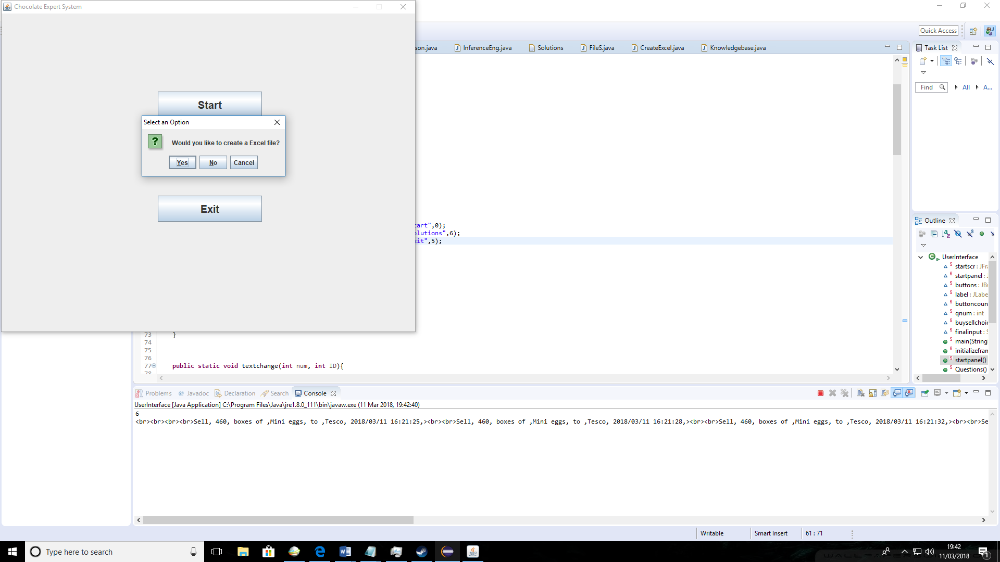 Chocolate Expert System
Start
Select an Option
Would you like to create a Excel file?
Yes
No
Cancel
Exit
Quick Access
son.java
InferenceEng.java
Solutions
FileS.java
CreateExcel.java
Knowledgebase.java
Task List
Find
All
A...
tart",0);
olutions",6);
xit",5);
73 }
74
75
76
77 public static void textchange(int num, int ID){
78
Outline
UserInterface
startscr : JFra
startpanel :
buttons : JBu
label : JLabe
buttoncoun
qnum : int
buysellchoic
finalinput : S
main(String
initializefran
startpanel()
Questions()
Problems
Javadoc
Declaration
Search
Console
UserInterface [Java Application] C:\Program Files\Java\jre1.8.0_111\bin\javaw.exe (11 Mar 2018, 19:42:40)
6
<br><br><br><br>Sell, 460, boxes of ,Mini eggs, to ,Tesco, 2018/03/11 16:21:25,><br><br>Sell, 460, boxes of ,Mini eggs, to ,Tesco, 2018/03/11 16:21:28,><br><br>Sell, 460, boxes of ,Mini eggs, to ,Tesco, 2018/03/11 16:21:32,><br><br>Se
Writable
Smart Insert
61 : 71
Type here to search
19:42
11/03/2018
1